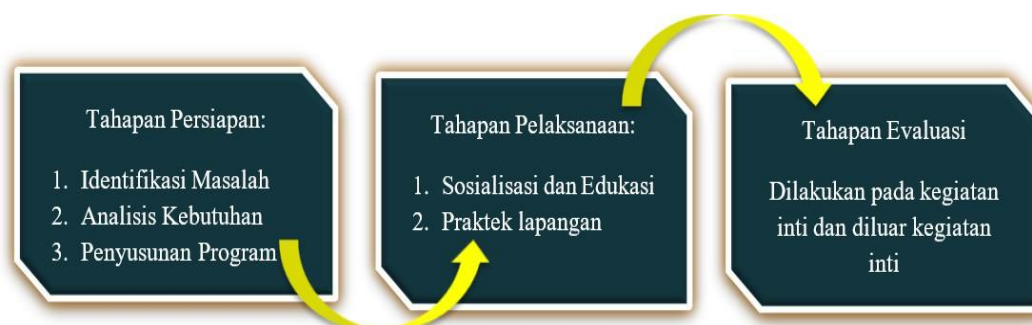 Tahapan Persiapan:
1. Identifikasi Masalah
2. Analisis Kebutuhan
3. Penyusunan Program
Tahapan Pelaksanaan:
1. Sosialisasi dan Edukasi
2. Praktek lapangan
Tahapan Evaluasi
Dilakukan pada kegiatan
inti dan diluar kegiatan
inti